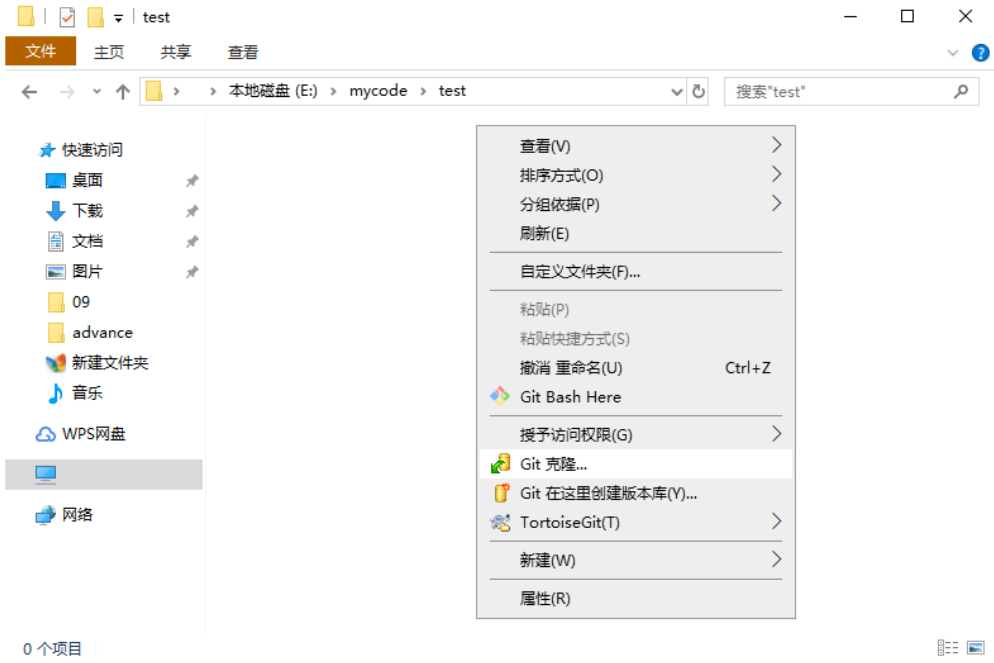 test
文件 主页 共享 查看
本地磁盘 (E:) mycode test 搜索"test"
快速访问
桌面
下载
文档
图片
09
advance
新建文件夹
音乐
WPS网盘
网络
查看(V)
排序方式(O)
分组依据(P)
刷新(E)
自定义文件夹(F)...
粘贴(P)
粘贴快捷方式(S)
撤消 重命名(U) Ctrl+Z
Git Bash Here
授予访问权限(G)
Git 克隆...
Git 在这里创建版本库(Y)...
TortoiseGit(T)
新建(W)
属性(R)
0 个项目